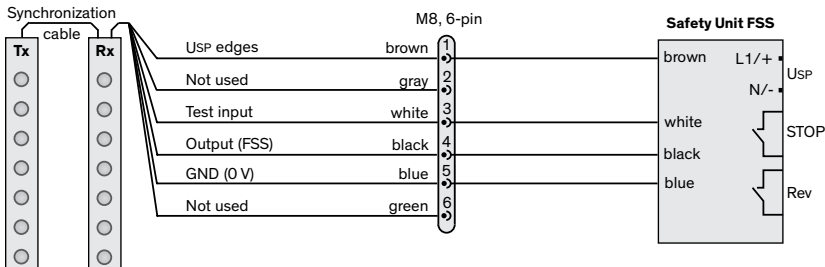 Synchronization
cable
Tx
Rx
M8, 6-pin
Safety Unit FSS
USP edges brown 1
Not used gray 2
Test input white 3
Output (FSS) black 4
GND (0 V) blue 5
Not used green 6
brown L1/+
N/-
USP
white
STOP
black
blue
Rev